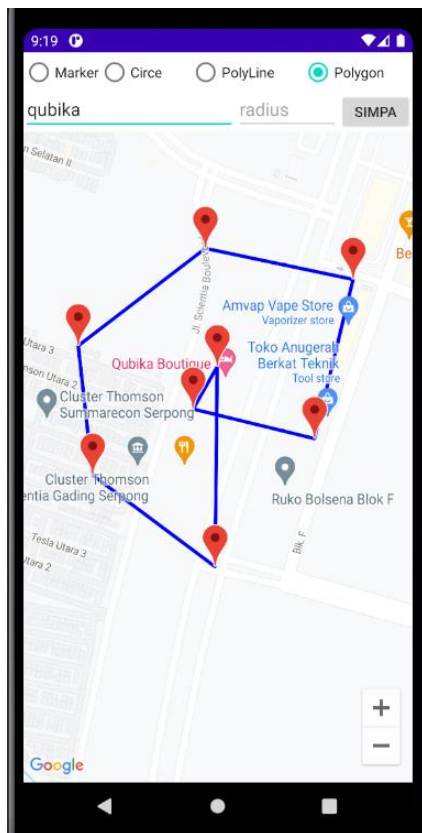 9:19
Marker
Circe
PolyLine
Polygon
qubika
radius
SIMPA
an Selatan II
Jl. Scientia Boulev
Be
Amvap Vape Store
Vaporizer store
Toko Anugerah
Berkat Teknik
Tool store
Utara 3
Qubika Boutique
mson Utara 2
Cluster Thomson
Summarecon Serpong
Cluster Thomson
entia Gading Serpong
Ruko Bolsena Blok F
Blk. F
Tesla Utara 3
Utara 2
+
−
Google